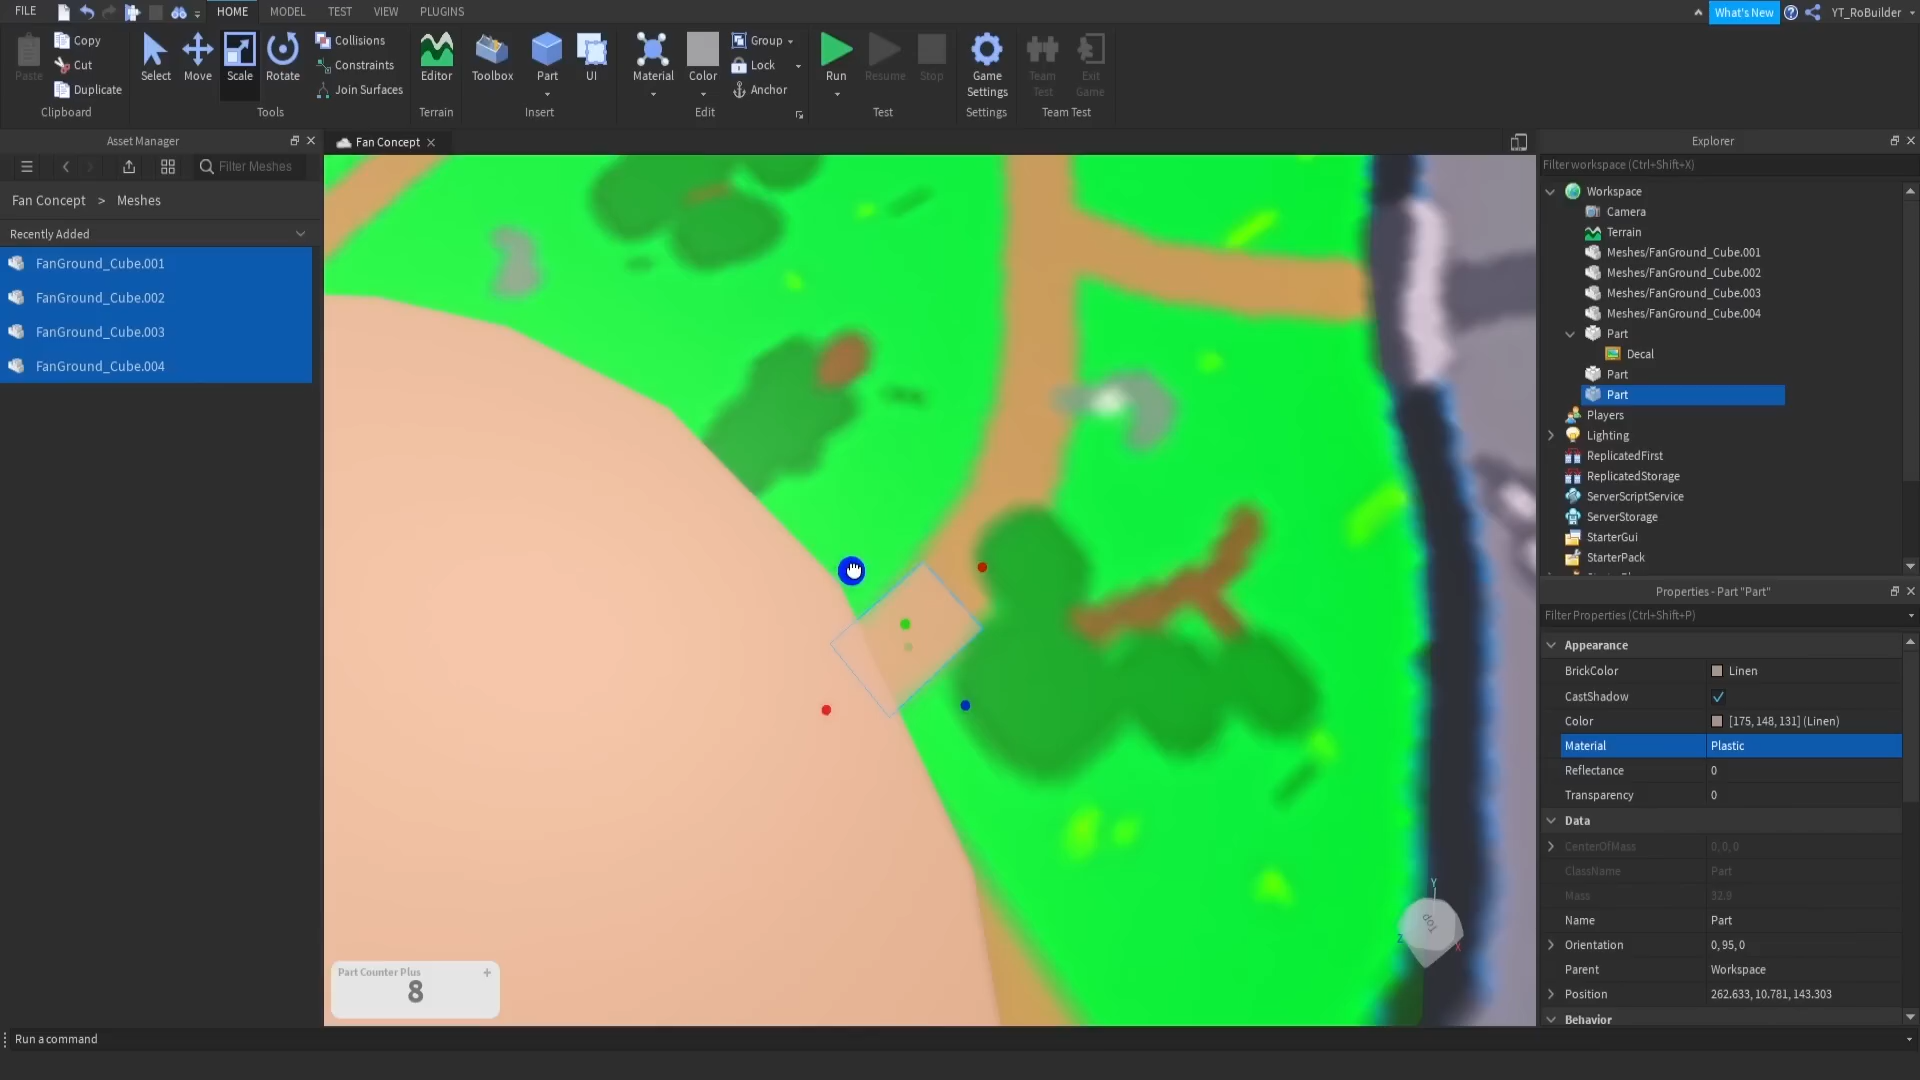 FILE
HOME
MODEL
TEST
VIEW
PLUGINS
What's New
YT_RoBuilder
Paste
Copy
Cut
Duplicate
Clipboard
Select
Move
Scale
Rotate
Collisions
Constraints
Join Surfaces
Tools
Editor
Terrain
Toolbox
Part
UI
Insert
Material
Color
Group
Lock
Anchor
Edit
Run
Resume
Stop
Test
Game
Settings
Settings
Team
Test
Exit
Game
Team Test
Asset Manager
Filter Meshes
Fan Concept > Meshes
Recently Added
FanGround_Cube.001
FanGround_Cube.002
FanGround_Cube.003
FanGround_Cube.004
Fan Concept
Top
Y
Z
X
Part Counter Plus
+
8
Explorer
Filter workspace (Ctrl+Shift+X)
Workspace
Camera
Terrain
Meshes/FanGround_Cube.001
Meshes/FanGround_Cube.002
Meshes/FanGround_Cube.003
Meshes/FanGround_Cube.004
Part
Decal
Part
Part
Players
Lighting
ReplicatedFirst
ReplicatedStorage
ServerScriptService
ServerStorage
StarterGui
StarterPack
Properties - Part "Part"
Filter Properties (Ctrl+Shift+P)
Appearance
BrickColor Linen
CastShadow
Color [175, 148, 131] (Linen)
Material Plastic
Reflectance 0
Transparency 0
Data
CenterOfMass 0, 0, 0
ClassName Part
Mass 32.9
Name Part
Orientation 0, 95, 0
Parent Workspace
Position 262.633, 10.781, 143.303
Behavior
Run a command